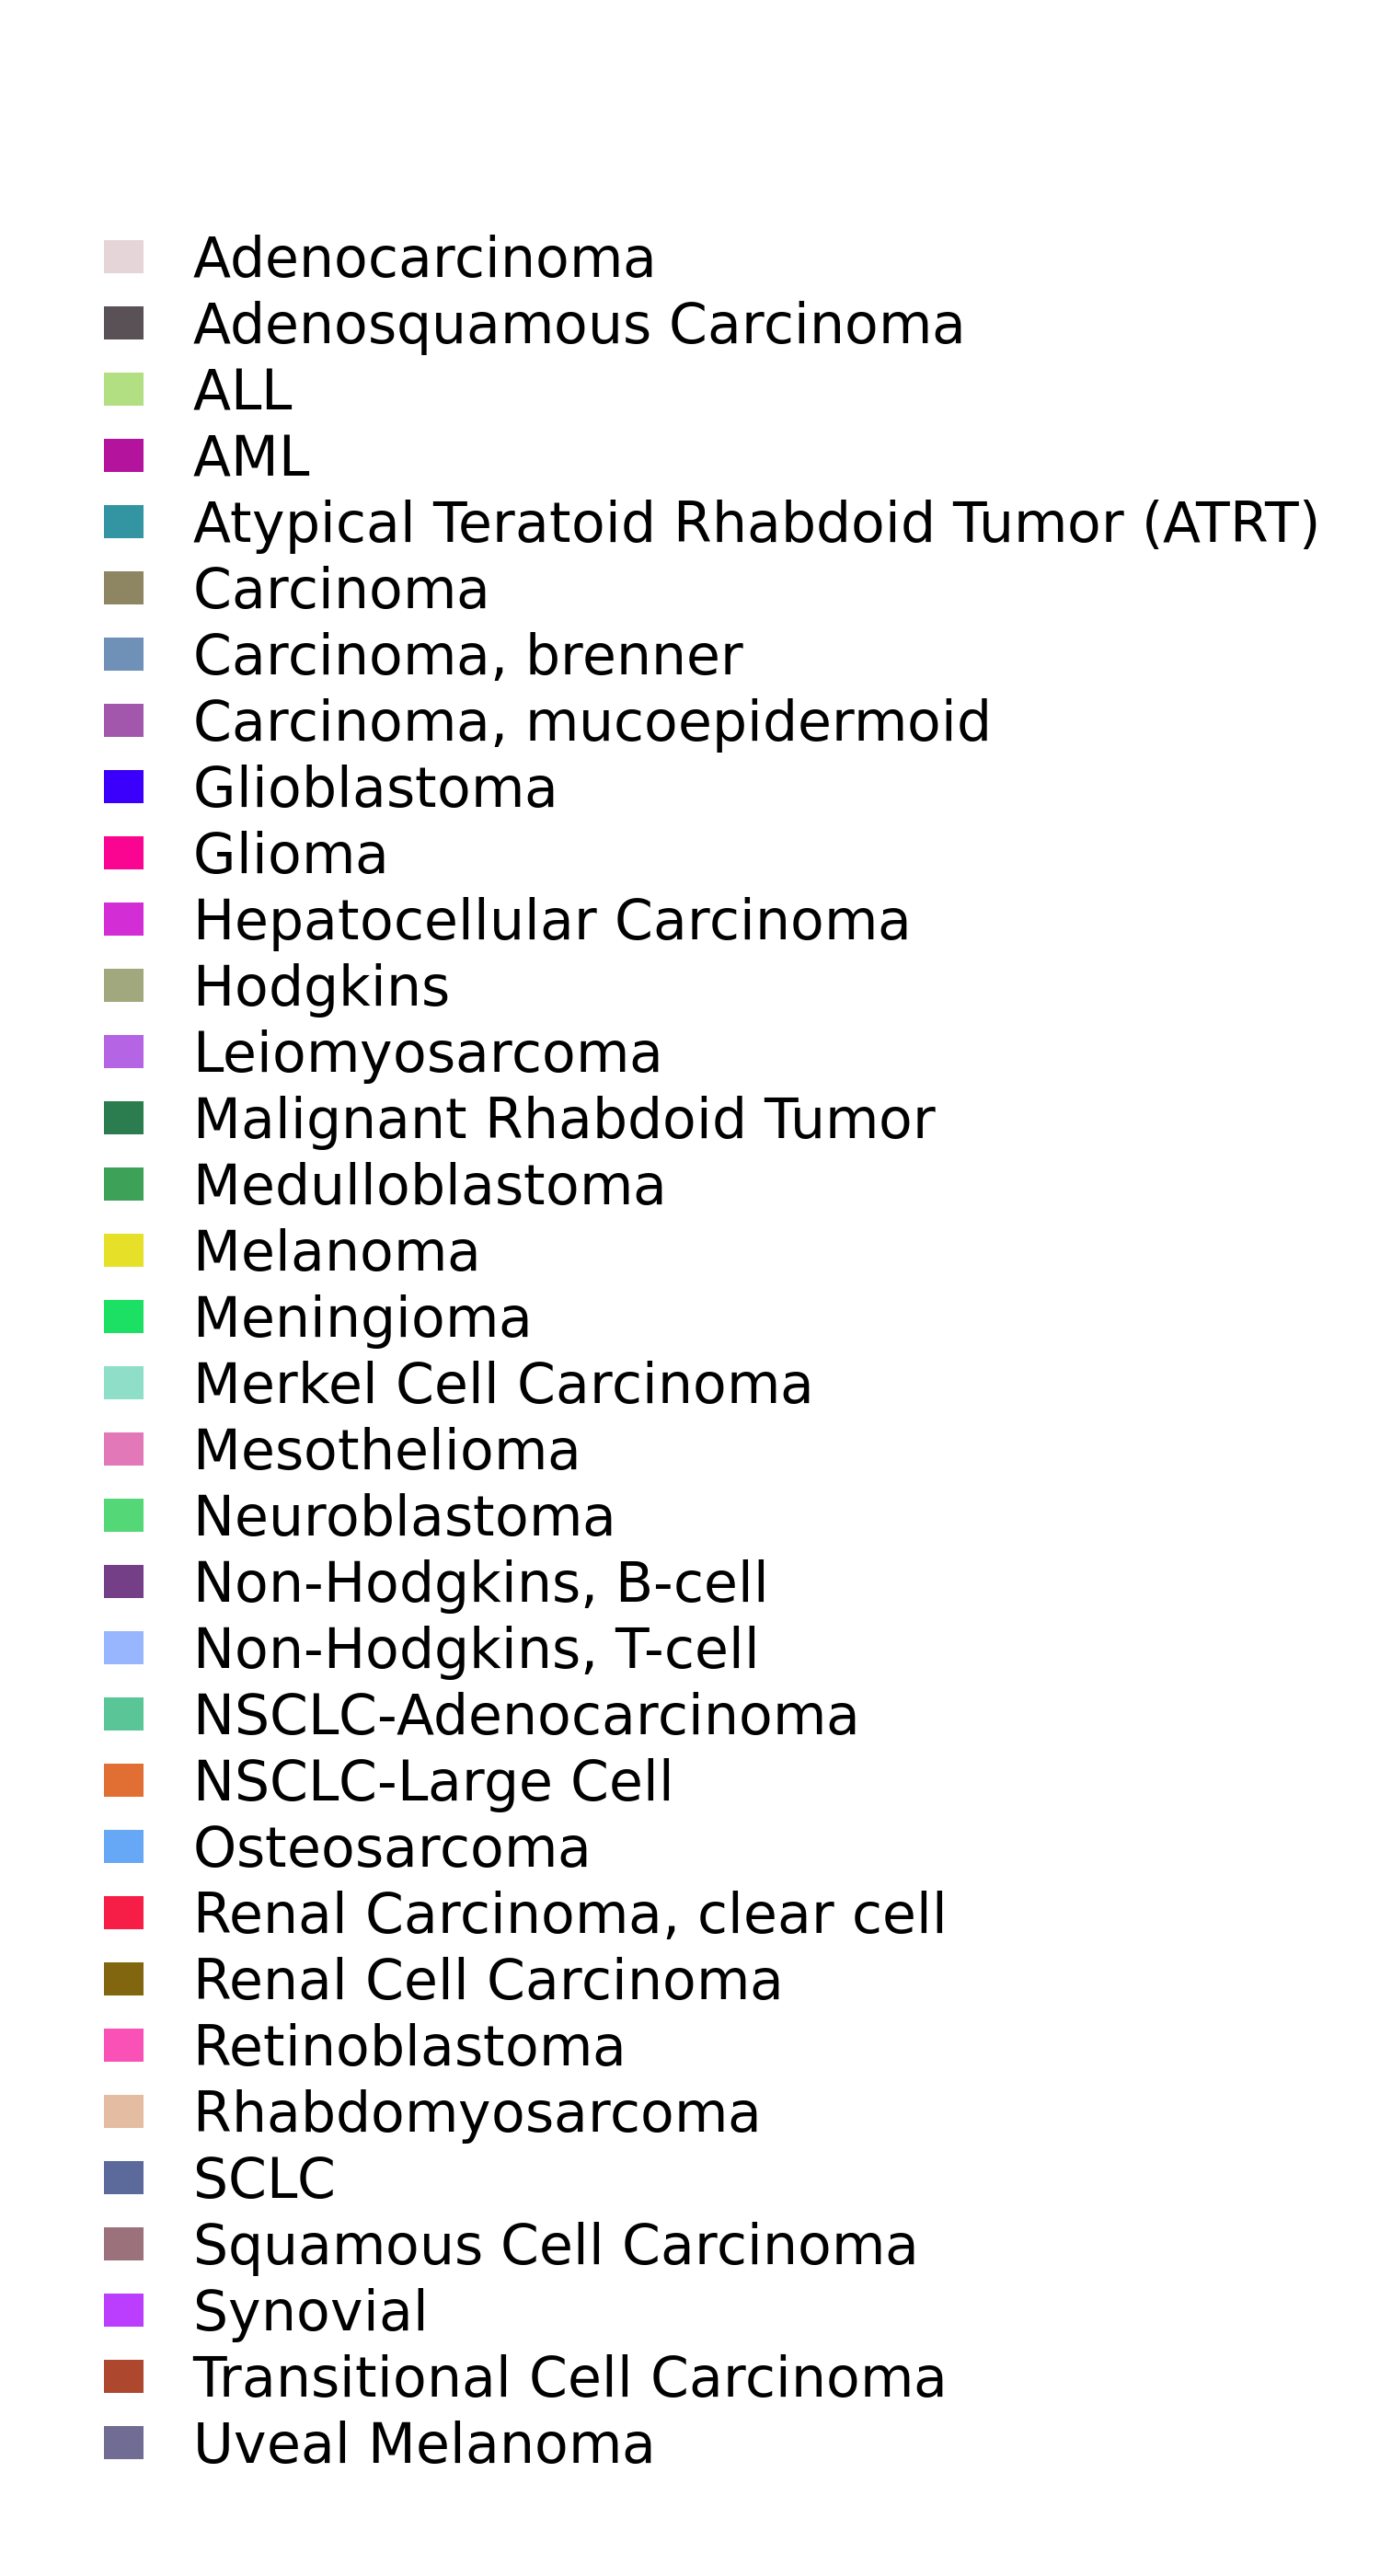 Adenocarcinoma
Adenosquamous Carcinoma
ALL
AML
Atypical Teratoid Rhabdoid Tumor (ATRT)
Carcinoma
Carcinoma, brenner
Carcinoma, mucoepidermoid
Glioblastoma
Glioma
Hepatocellular Carcinoma
Hodgkins
Leiomyosarcoma
Malignant Rhabdoid Tumor
Medulloblastoma
Melanoma
Meningioma
Merkel Cell Carcinoma
Mesothelioma
Neuroblastoma
Non-Hodgkins, B-cell
Non-Hodgkins, T-cell
NSCLC-Adenocarcinoma
NSCLC-Large Cell
Osteosarcoma
Renal Carcinoma, clear cell
Renal Cell Carcinoma
Retinoblastoma
Rhabdomyosarcoma
SCLC
Squamous Cell Carcinoma
Synovial
Transitional Cell Carcinoma
Uveal Melanoma